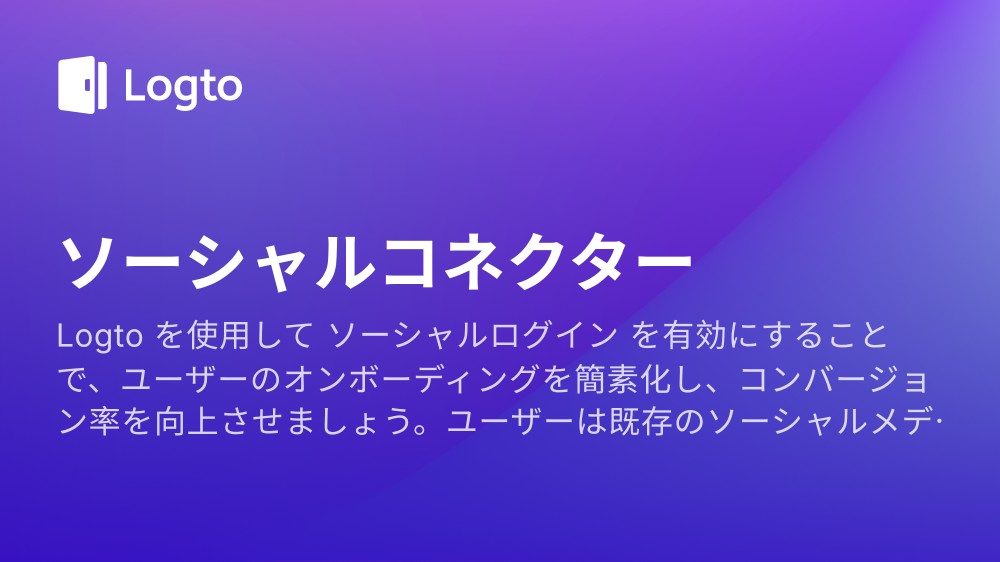 Logto
ソーシャルコネクター
Logto を使用して ソーシャルログイン を有効にすること
で、ユーザーのオンボーディングを簡素化し、コンバージョ
ン率を向上させましょう。ユーザーは既存のソーシャルメデ·